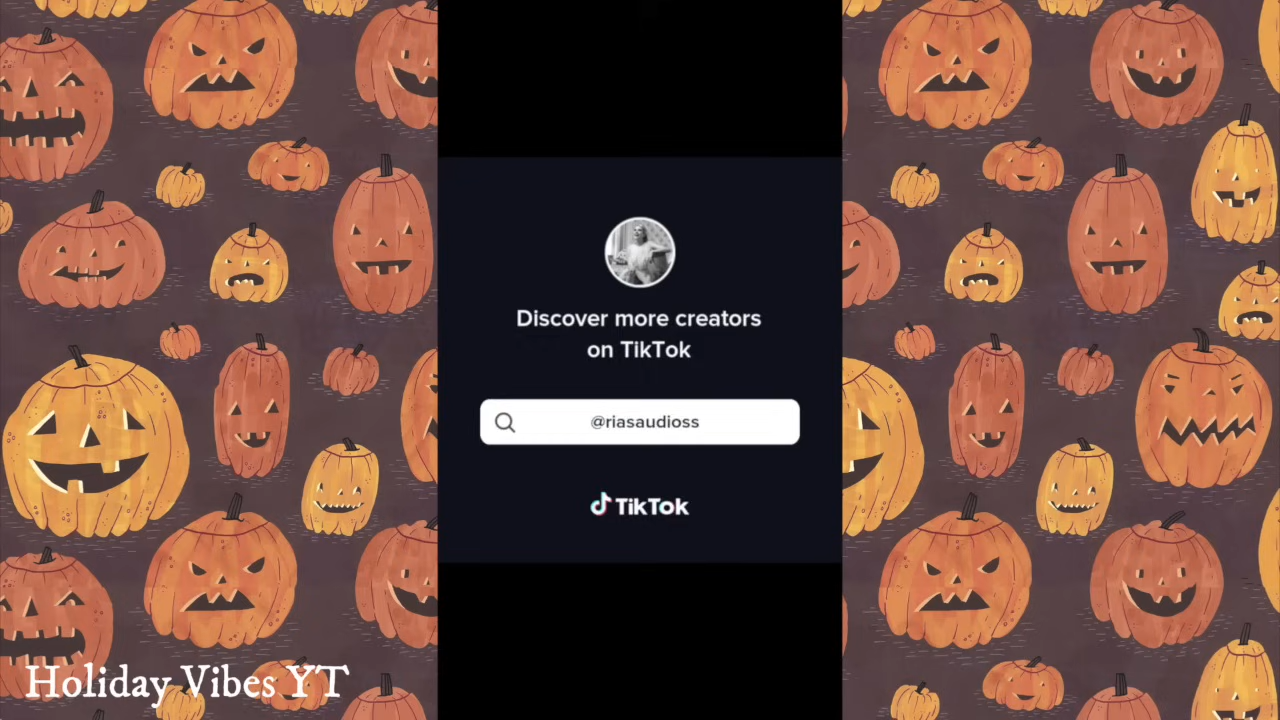 Discover more creators
on TikTok
@riasaudioss
TikTok
Holiday Vibes YT